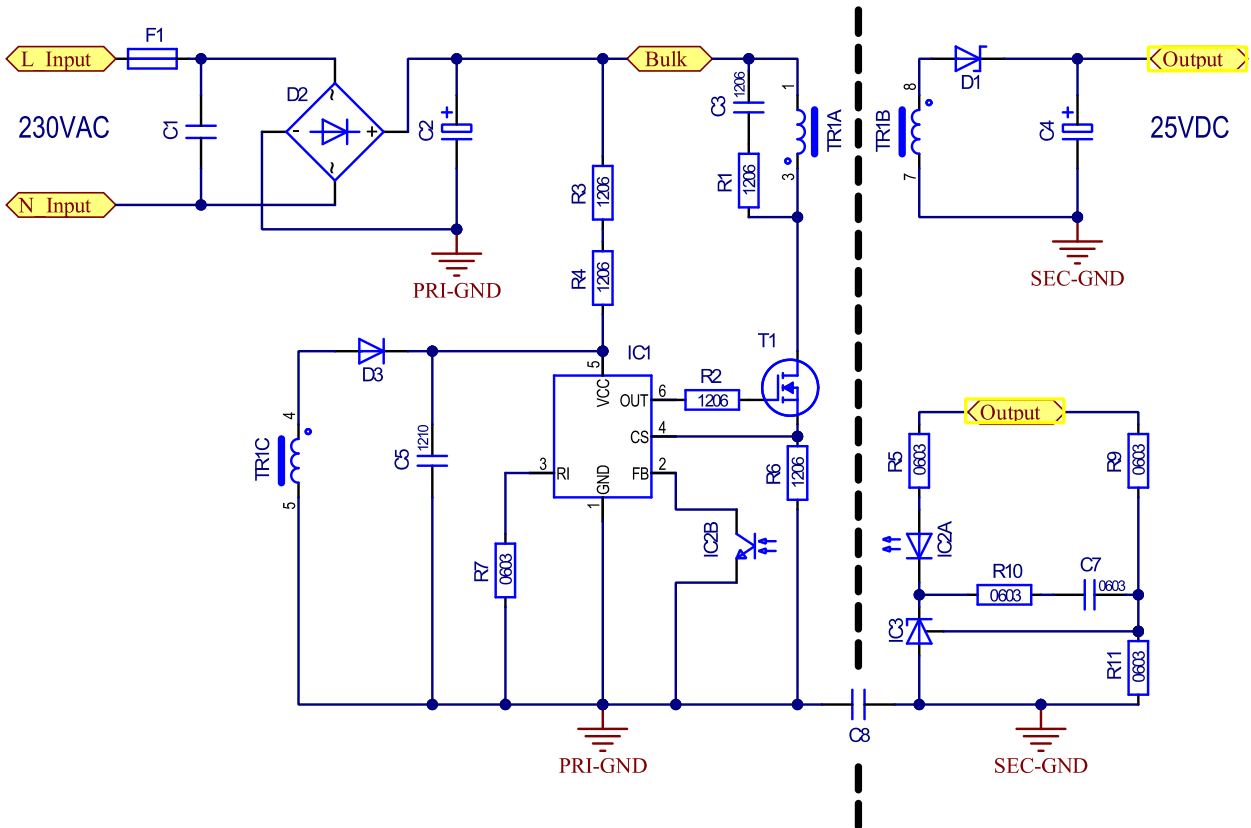 F1
L_Input
Bulk
Output
D2
~
- +
~
C1
C2
+
1206
C3
1
TR1A
3
R1
1206
8
TR1B
7
D1
C4
+
230VAC
25VDC
N_Input
R3
1206
R4
1206
PRI-GND
SEC-GND
D3
5
IC1
T1
VCC
OUT
6
R2
1206
CS
4
4
TR1C
5
C5
1210
3
RI
GND
FB
2
1
R6
1206
R7
0603
IC2B
Output
R5
0603
R9
0603
IC2A
R10
0603
C7
0603
IC3
R11
0603
C8
PRI-GND
SEC-GND